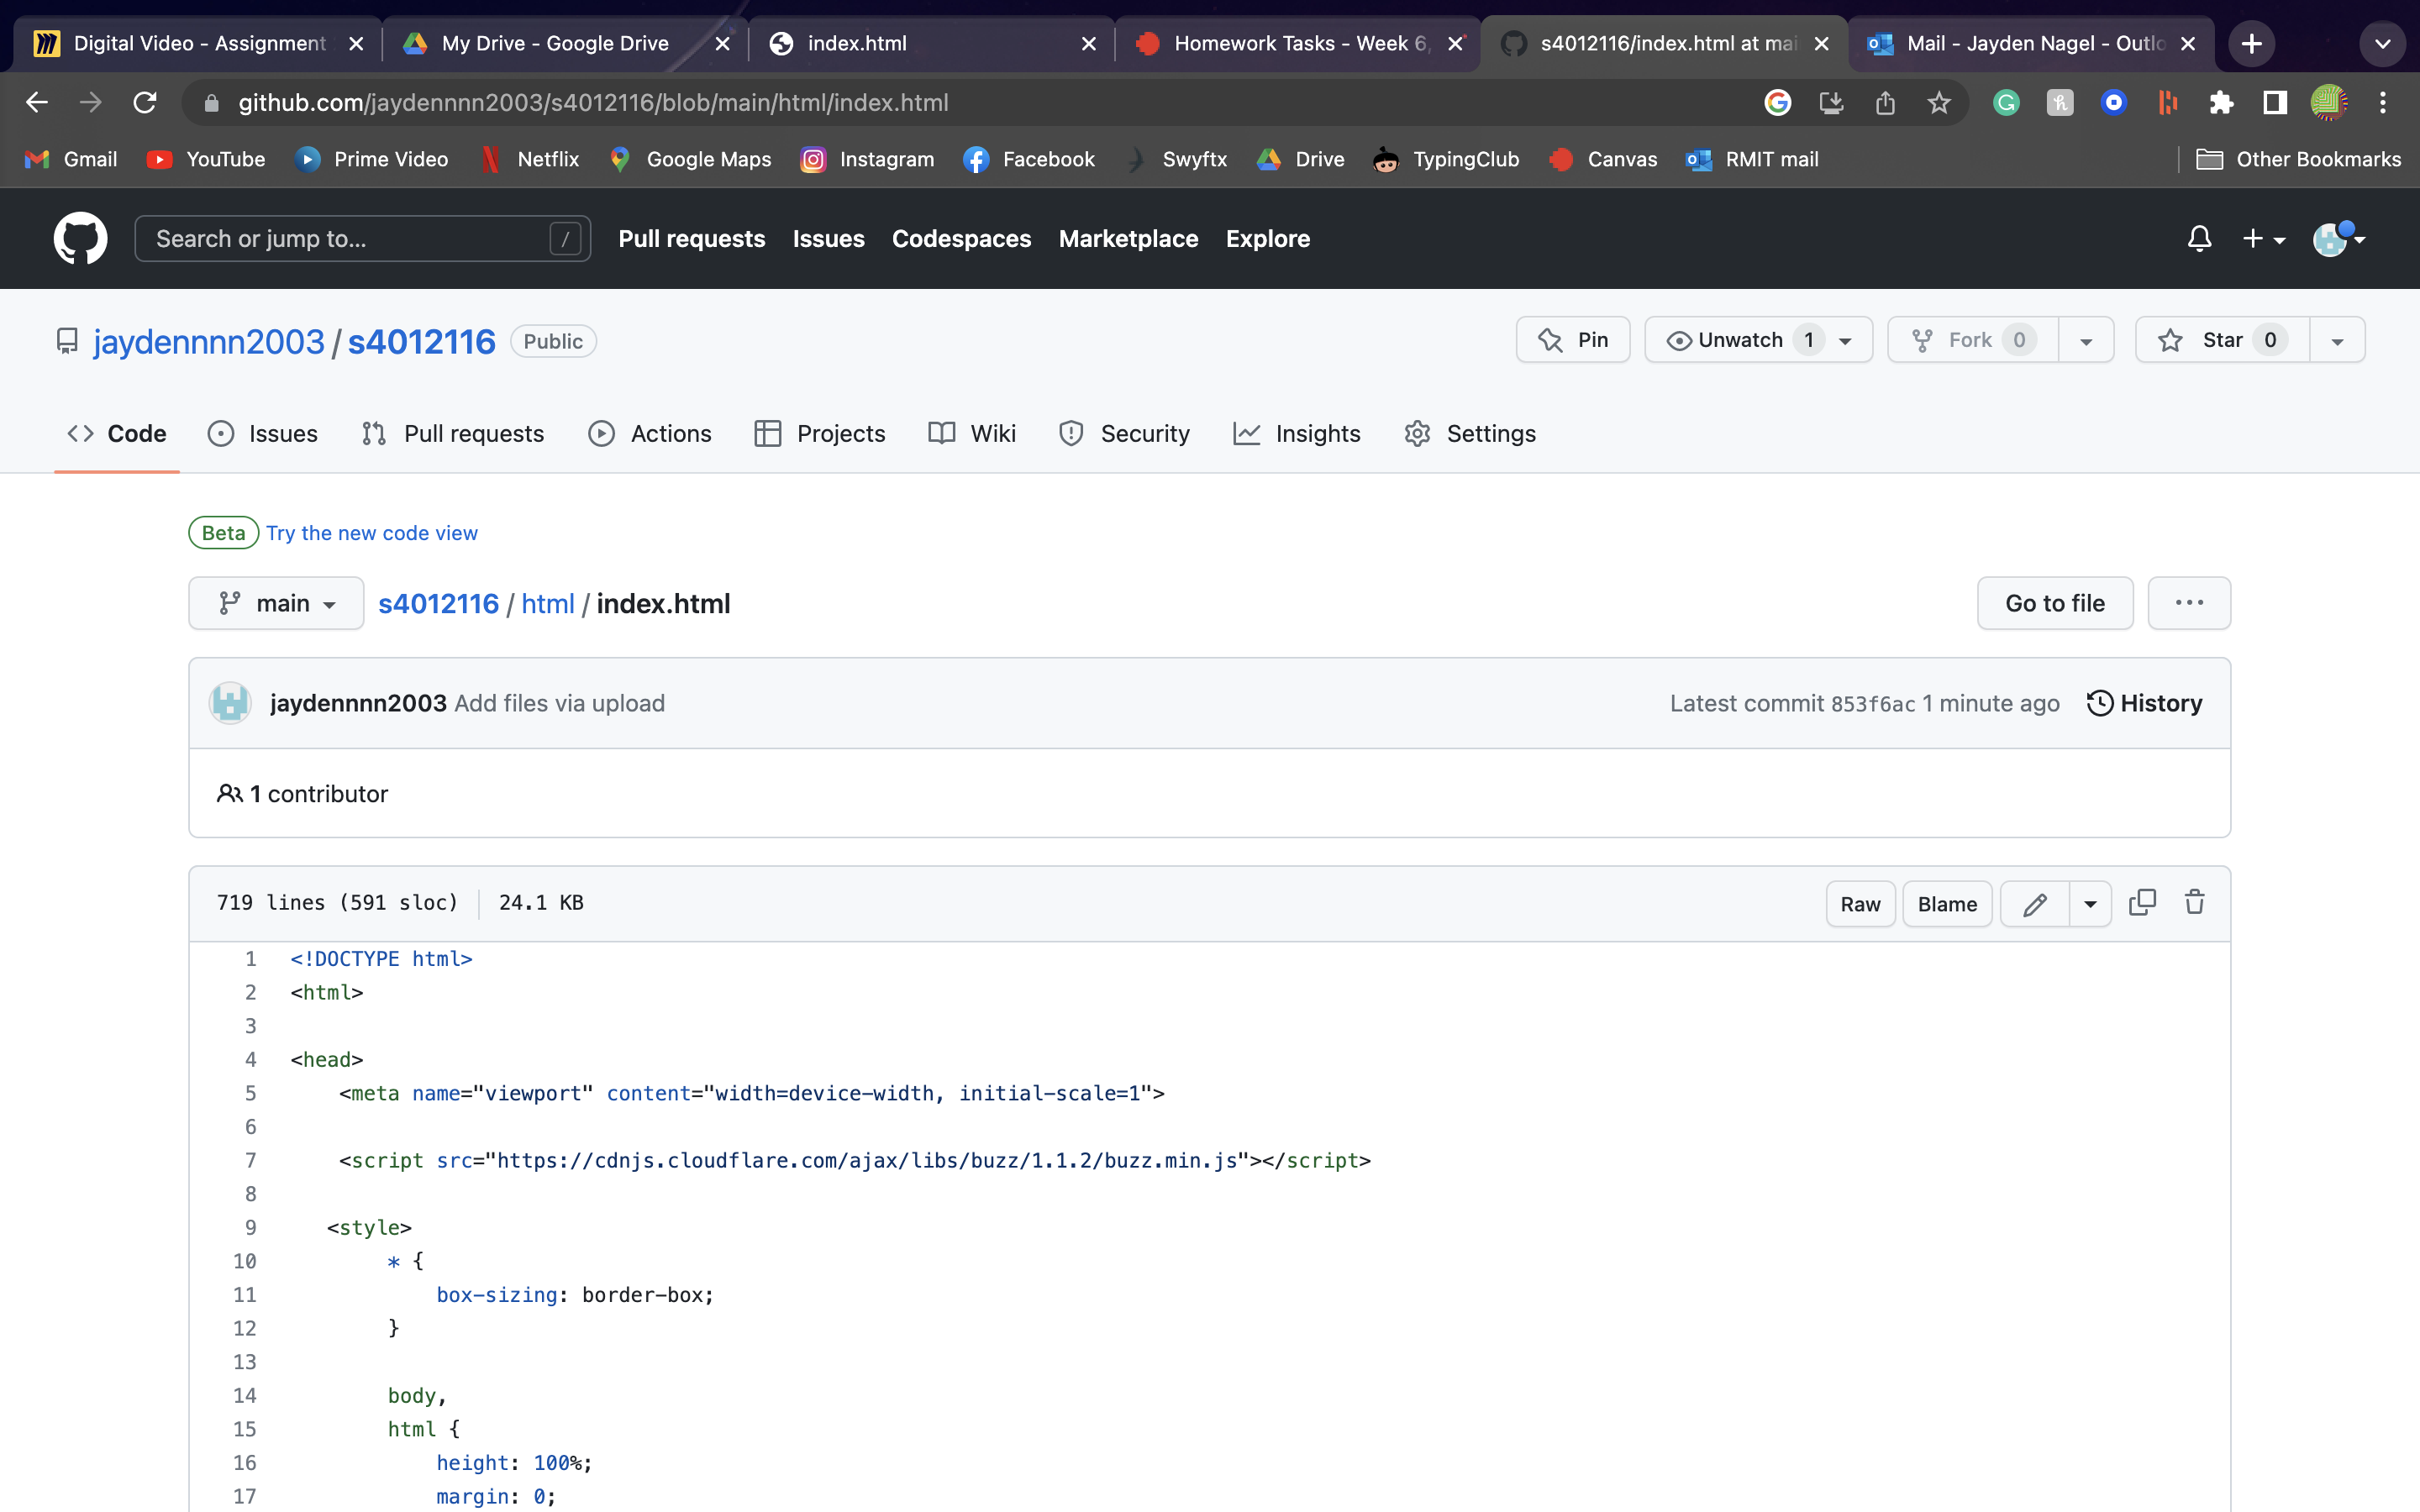 Digital Video - Assignment
My Drive - Google Drive
index.html
Homework Tasks - Week 6,
s4012116/index.html at mai
Mail - Jayden Nagel - Outlo
github.com/jaydennnn2003/s4012116/blob/main/html/index.html
Gmail YouTube Prime Video Netflix Google Maps Instagram Facebook Swyftx Drive TypingClub Canvas RMIT mail Other Bookmarks
Search or jump to... / Pull requests Issues Codespaces Marketplace Explore
jaydennnn2003 / s4012116 Public Pin Unwatch 1 Fork 0 Star 0
Code Issues Pull requests Actions Projects Wiki Security Insights Settings
Beta Try the new code view
main s4012116 / html / index.html Go to file ...
jaydennnn2003 Add files via upload Latest commit 853f6ac 1 minute ago History
1 contributor
719 lines (591 sloc) 24.1 KB Raw Blame
1 <!DOCTYPE html>
2 <html>
3
4 <head>
5 <meta name="viewport" content="width=device-width, initial-scale=1">
6
7 <script src="https://cdnjs.cloudflare.com/ajax/libs/buzz/1.1.2/buzz.min.js"></script>
8
9 <style>
10 * {
11 box-sizing: border-box;
12 }
13
14 body,
15 html {
16 height: 100%;
17 margin: 0;